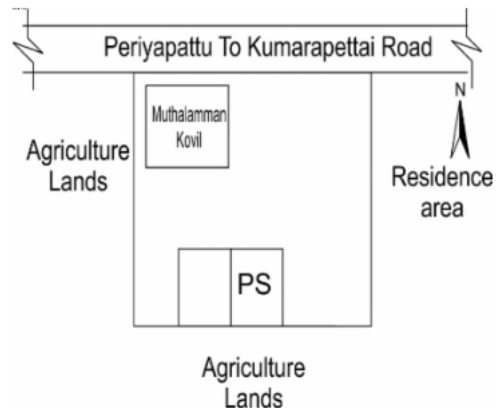 Periyapattu To Kumarapettai Road
N
Muthalamman
Kovil
Agriculture
Lands
Residence
area
PS
Agriculture
Lands